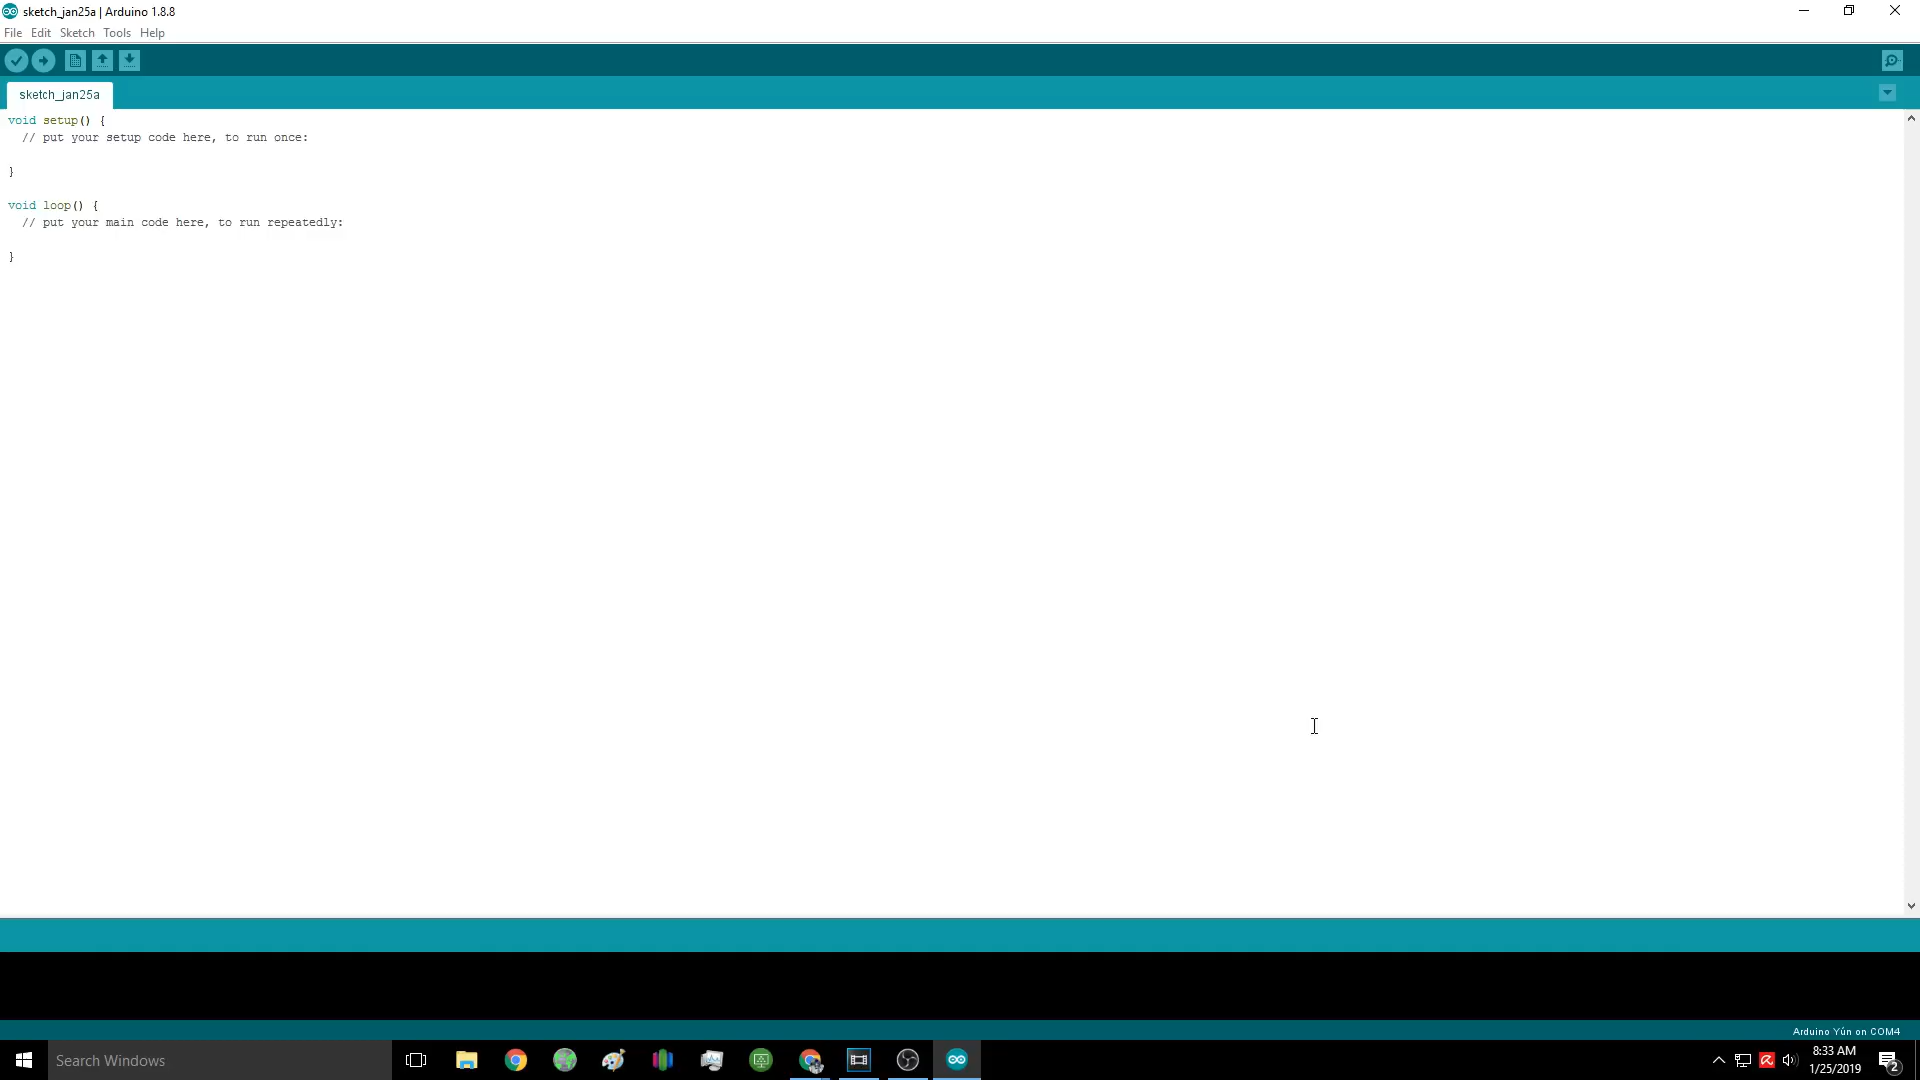 sketch_jan25a | Arduino 1.8.8
File Edit Sketch Tools Help
sketch_jan25a
void setup() {
  // put your setup code here, to run once:
}
void loop() {
  // put your main code here, to run repeatedly:
}
Arduino Yún on COM4
Search Windows
8:33 AM
1/25/2019
2